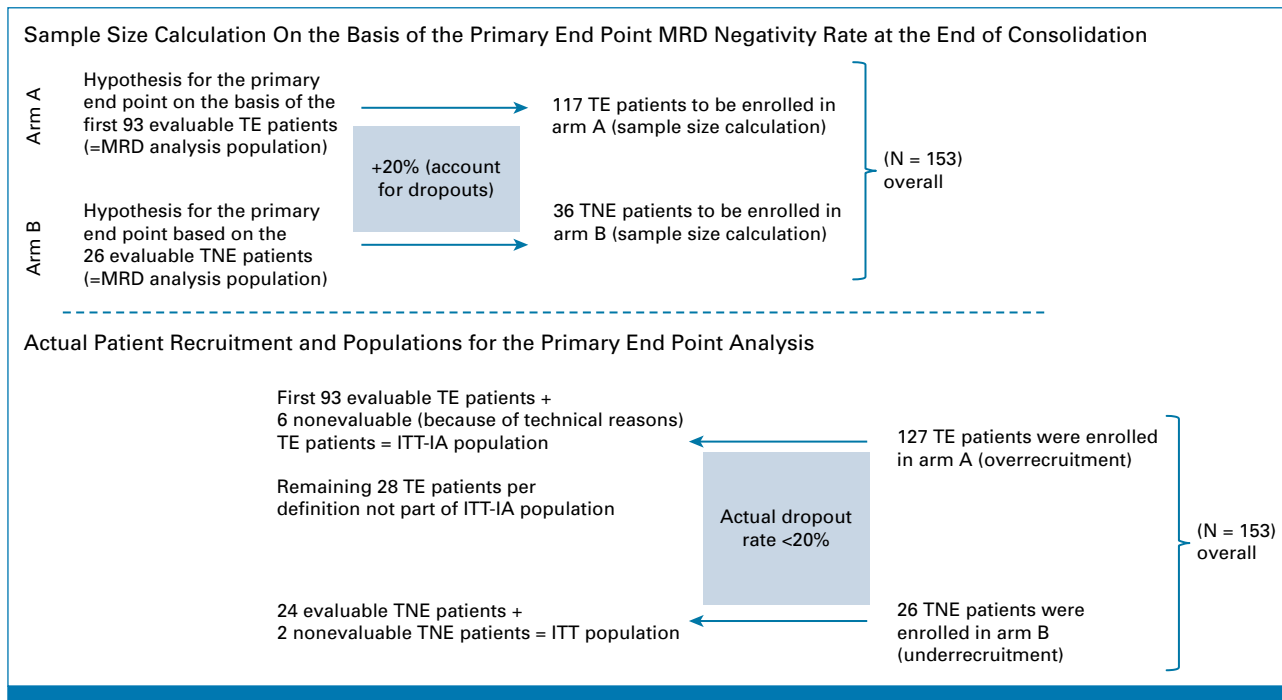 Sample Size Calculation On the Basis of the Primary End Point MRD Negativity Rate at the End of Consolidation
Arm A
Hypothesis for the primary
end point on the basis of the
first 93 evaluable TE patients
(=MRD analysis population)
+20% (account
for dropouts)
117 TE patients to be enrolled in
arm A (sample size calculation)
Arm B
Hypothesis for the primary
end point based on the
26 evaluable TNE patients
(=MRD analysis population)
36 TNE patients to be enrolled in
arm B (sample size calculation)
(N = 153)
overall
Actual Patient Recruitment and Populations for the Primary End Point Analysis
First 93 evaluable TE patients +
6 nonevaluable (because of technical reasons)
TE patients = ITT-IA population
Remaining 28 TE patients per
definition not part of ITT-IA population
Actual dropout
rate <20%
127 TE patients were enrolled
in arm A (overrecruitment)
24 evaluable TNE patients +
2 nonevaluable TNE patients = ITT population
26 TNE patients were
enrolled in arm B
(underrecruitment)
(N = 153)
overall